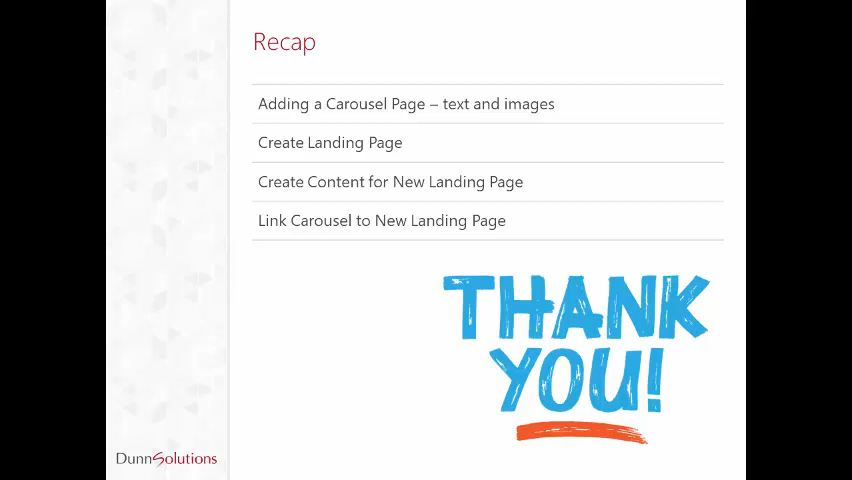 Recap
Adding a Carousel Page – text and images
Create Landing Page
Create Content for New Landing Page
Link Carousel to New Landing Page
THANK
YOU!
DunnSolutions